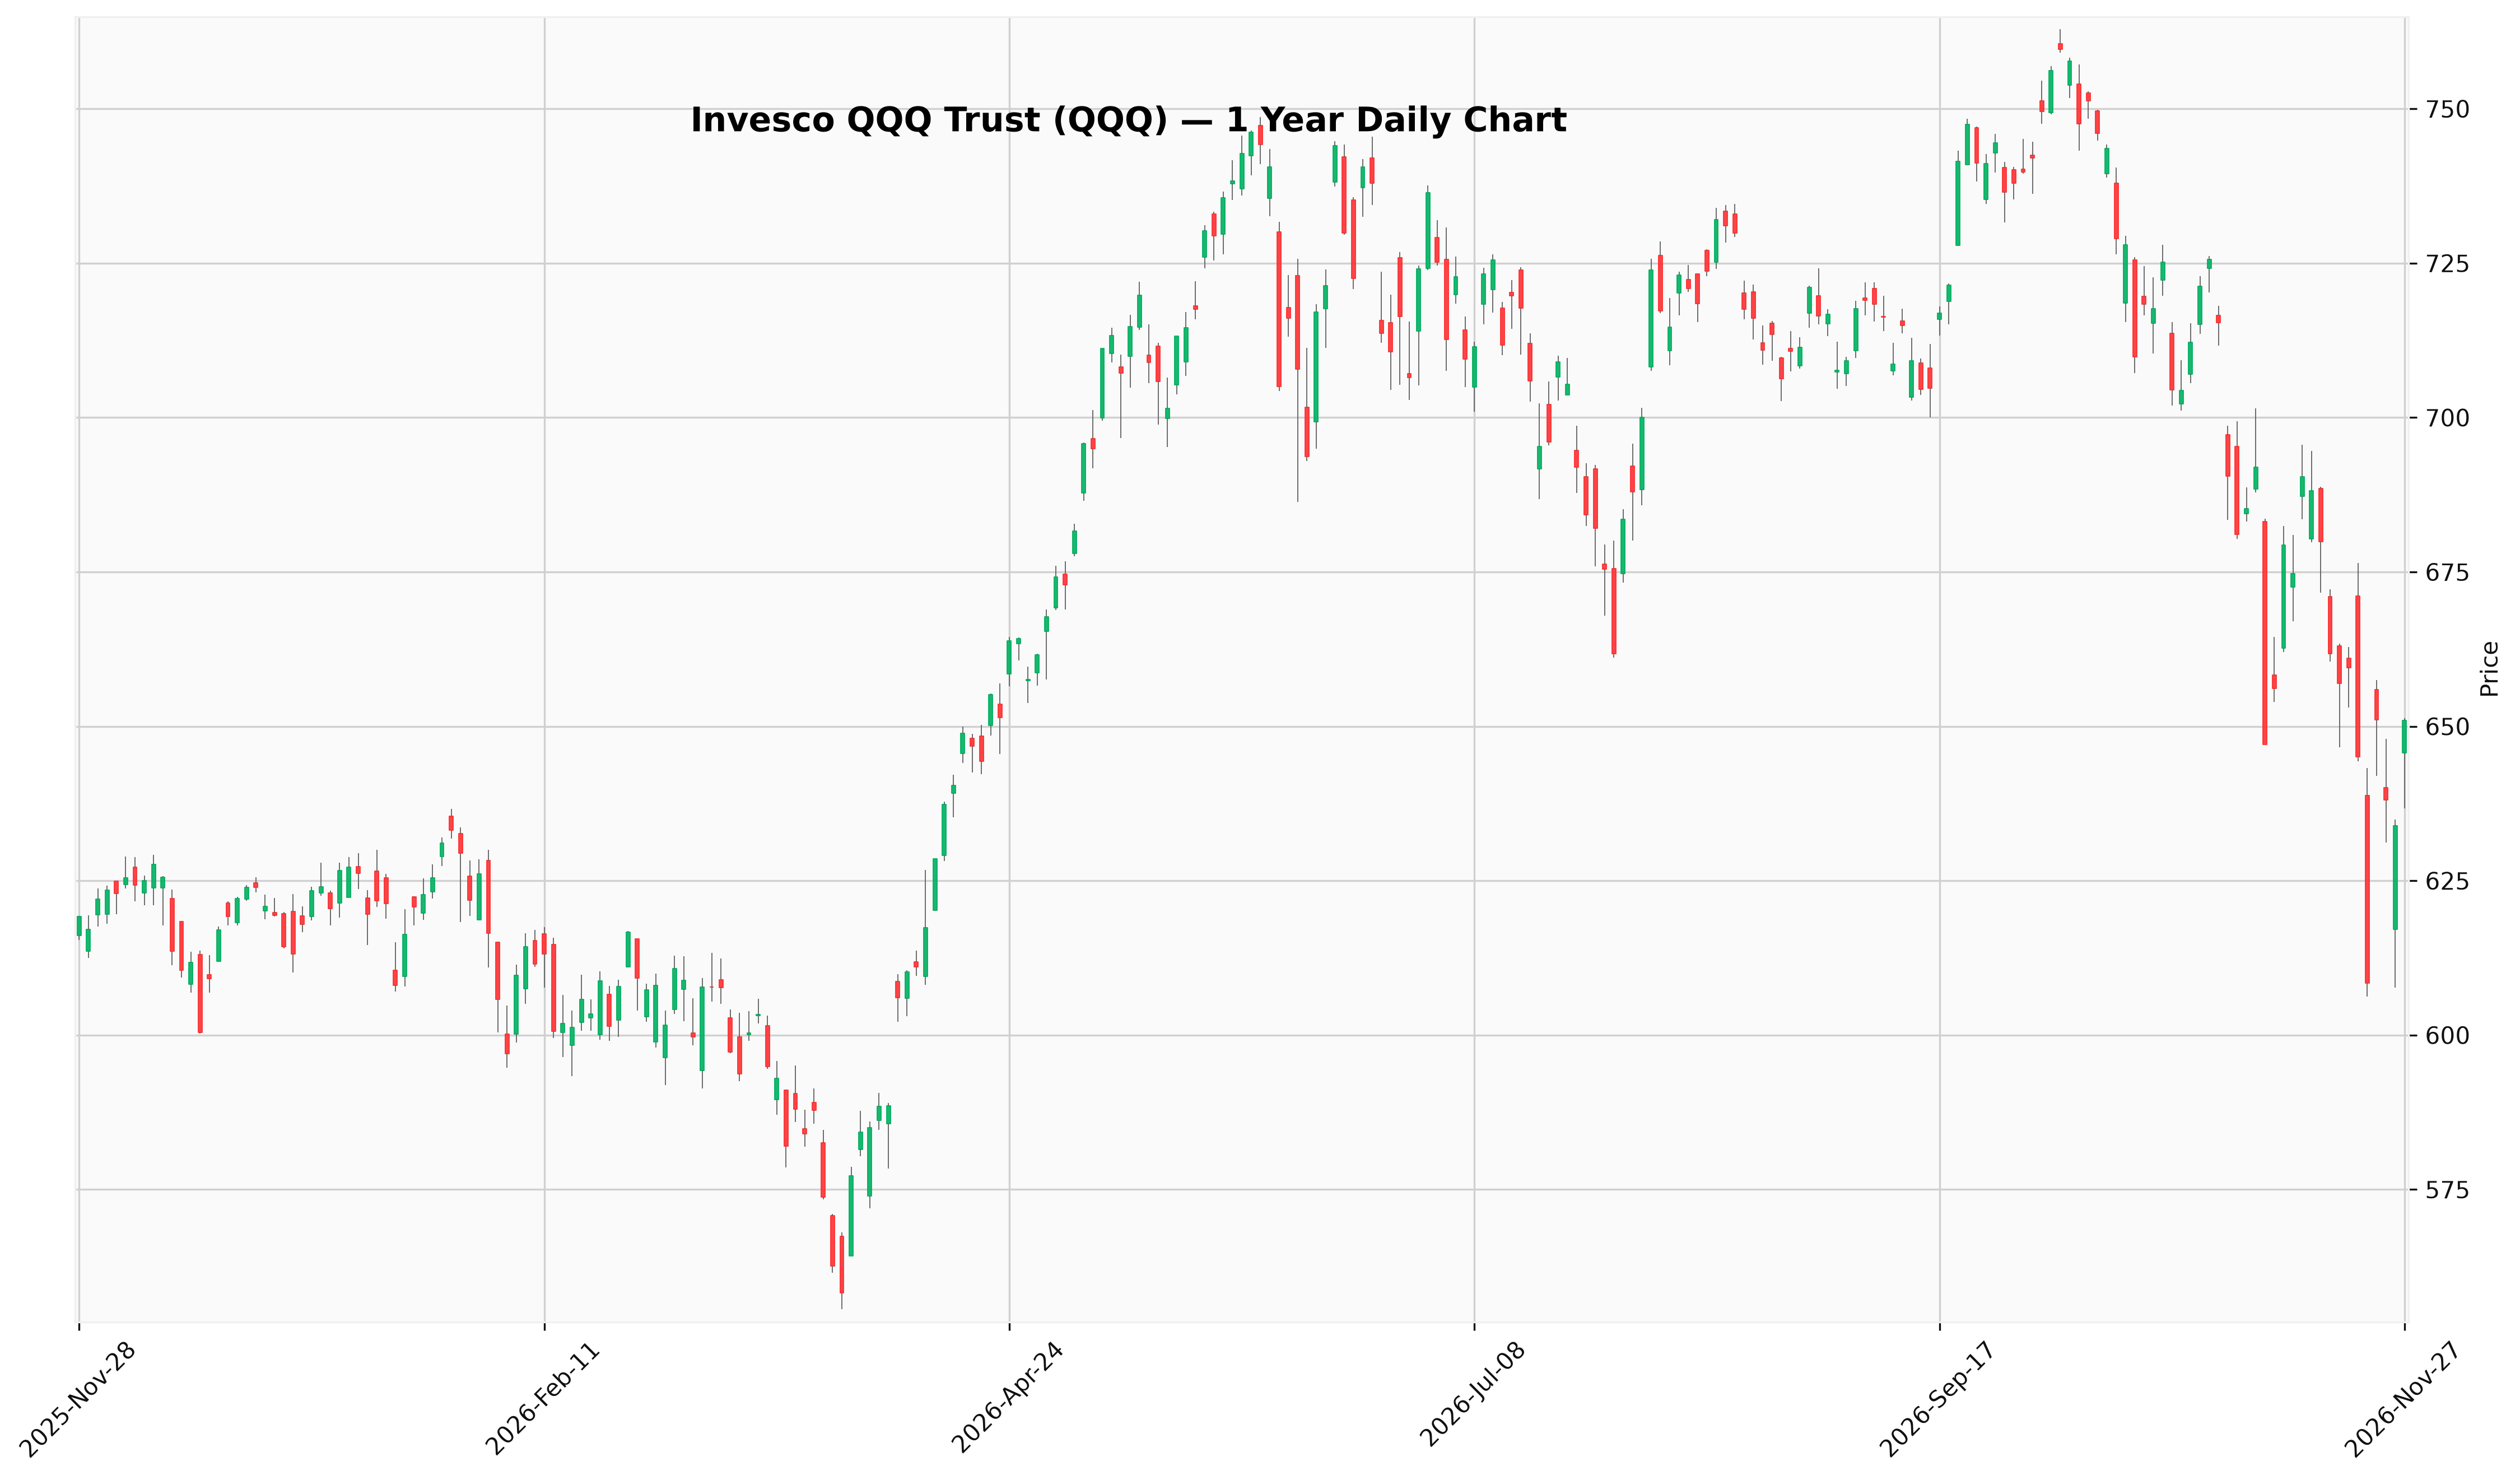 Invesco QQQ Trust (QQQ) — 1 Year Daily Chart
750
725
700
675
650
625
600
575
Price
2025-Nov-28
2026-Feb-11
2026-Apr-24
2026-Jul-08
2026-Sep-17
2026-Nov-27